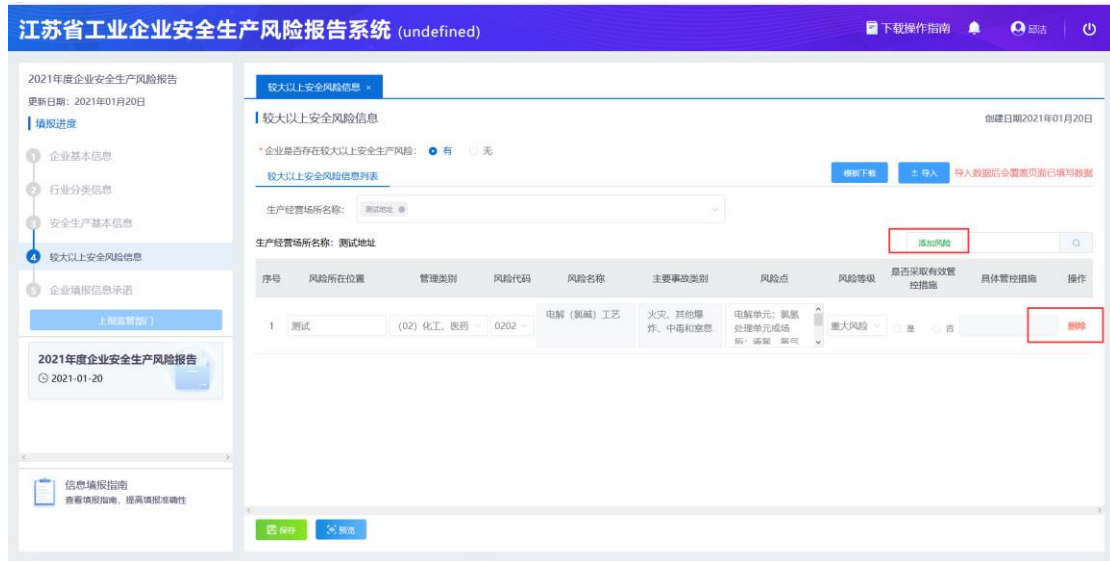 江苏省工业企业安全生产风险报告系统 (undefined)
下载操作指南
邱洁
2021年度企业安全生产风险报告
更新日期: 2021年01月20日
填报进度
1 企业基本信息
2 行业分类信息
3 安全生产基本信息
4 较大以上安全风险信息
5 企业填报信息承诺
上报监管部门
2021年度企业安全生产风险报告
2021-01-20
信息填报指南
查看填报指南，提高填报准确性
较大以上安全风险信息 ×
较大以上安全风险信息
创建日期2021年01月20日
* 企业是否存在较大以上安全生产风险: 有 无
较大以上安全风险信息列表
模板下载 导入 导入数据后会覆盖页面已填写数据
生产经营场所名称: 测试地址
生产经营场所名称: 测试地址
添加风险
序号 风险所在位置 管理类别 风险代码 风险名称 主要事故类别 风险点 风险等级 是否采取有效管控措施 具体管控措施 操作
1 测试 (02) 化工、医药 0202 电解（氯碱）工艺 火灾、其他爆炸、中毒和窒息 电解单元; 氯氢处理单元或场 重大风险 是 否 删除
保存 预览